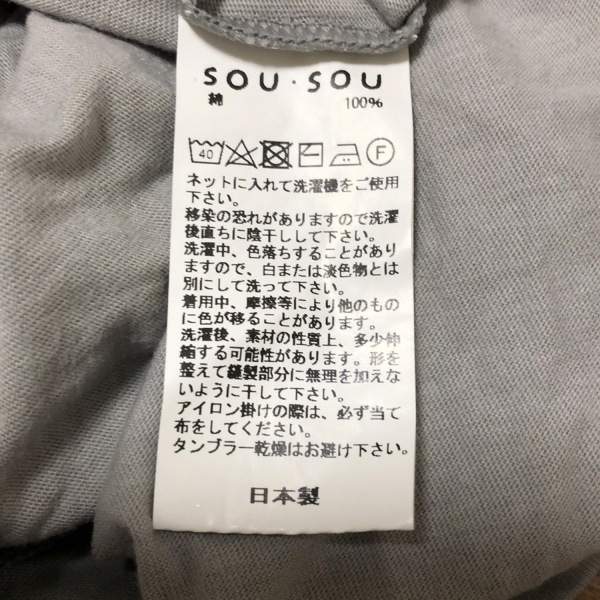 SOU・SOU
綿 100%
40 F
ネットに入れて洗濯機をご使用
下さい。
移染の恐れがありますので洗濯
後直ちに陰干しして下さい。
洗濯中、色落ちすることがあり
ますので、白または淡色物とは
別にして洗って下さい。
着用中、摩擦等により他のもの
に色が移ることがあります。
洗濯後、素材の性質上、多少伸
縮する可能性があります。形を
整えて縫製部分に無理を加えな
いように干して下さい。
アイロン掛けの際は、必ず当て
布をしてください。
タンブラー乾燥はお避け下さい。
日本製